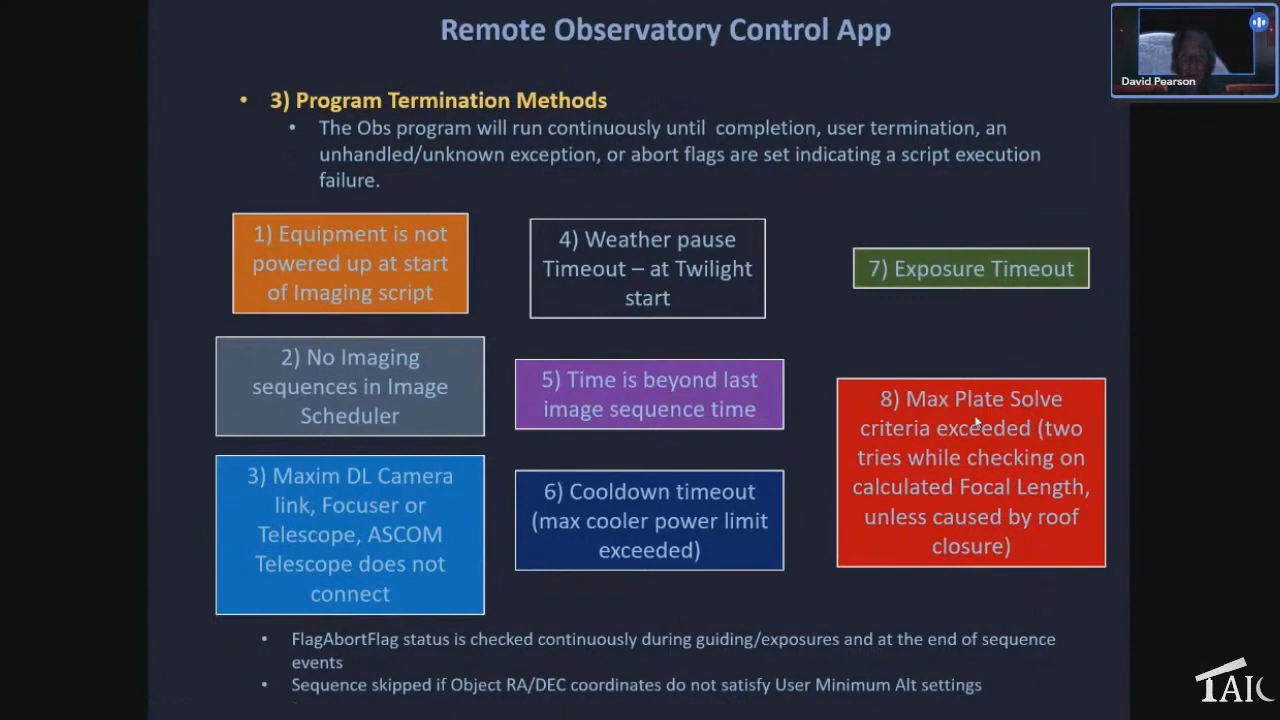 Remote Observatory Control App
David Pearson
• 3) Program Termination Methods
• The Obs program will run continuously until completion, user termination, an
unhandled/unknown exception, or abort flags are set indicating a script execution
failure.
1) Equipment is not
powered up at start
of Imaging script
2) No Imaging
sequences in Image
Scheduler
3) Maxim DL Camera
link, Focuser or
Telescope, ASCOM
Telescope does not
connect
4) Weather pause
Timeout – at Twilight
start
5) Time is beyond last
image sequence time
6) Cooldown timeout
(max cooler power limit
exceeded)
7) Exposure Timeout
8) Max Plate Solve
criteria exceeded (two
tries while checking on
calculated Focal Length,
unless caused by roof
closure)
• FlagAbortFlag status is checked continuously during guiding/exposures and at the end of sequence
events
• Sequence skipped if Object RA/DEC coordinates do not satisfy User Minimum Alt settings
TAIC